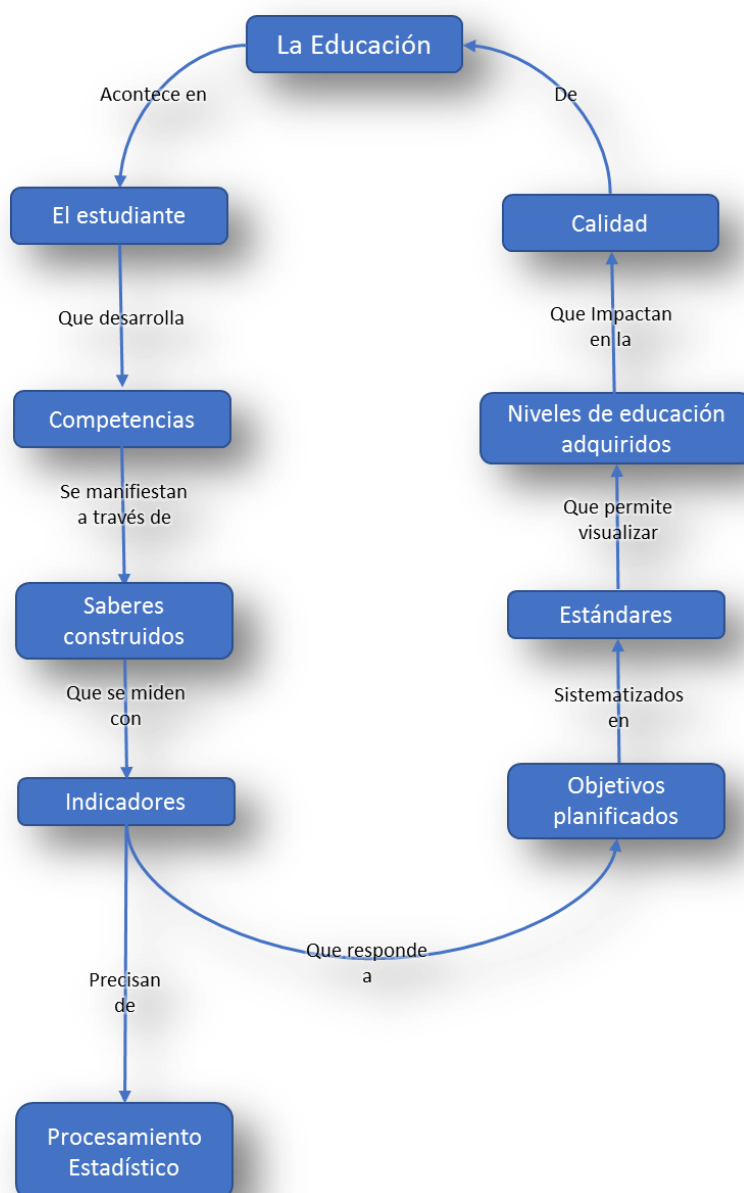 La Educación
Acontece en
El estudiante
Que desarrolla
Competencias
Se manifiestan
a través de
Saberes
construidos
Que se miden
con
Indicadores
Precisan
de
Procesamiento
Estadístico
Que responde
a
Objetivos
planificados
Sistematizados
en
Estándares
Que permite
visualizar
Niveles de educación
adquiridos
Que Impactan
en la
Calidad
De